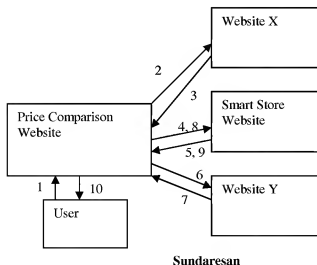 Website X
2
3
Smart Store
Website
Price Comparison
Website
4, 8
5, 9
6
7
Website Y
1
10
User
Sundaresan